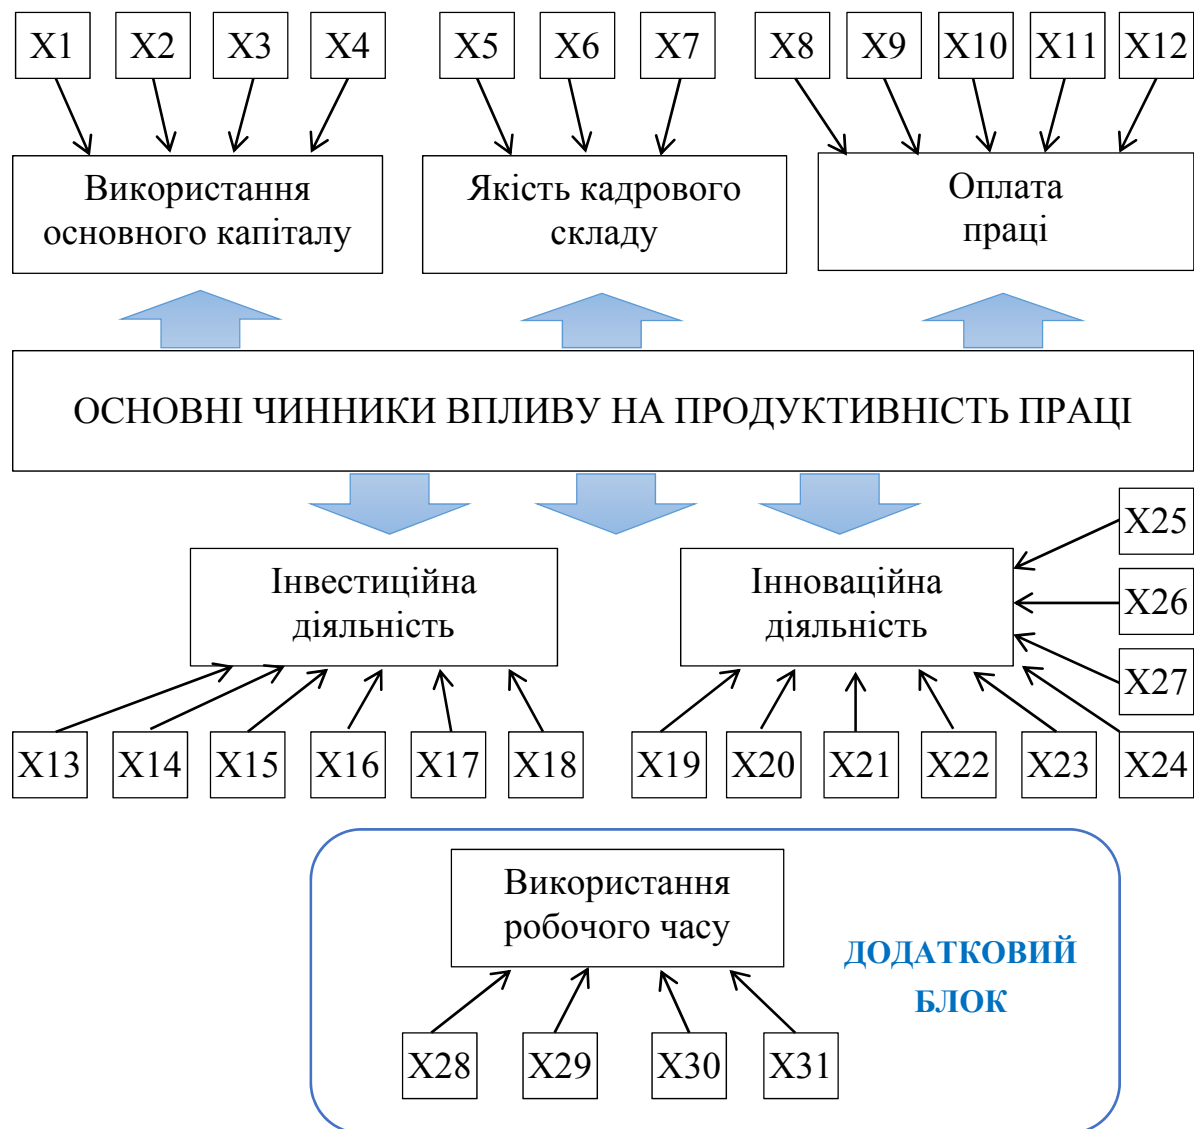 X1 X2 X3 X4 X5 X6 X7 X8 X9 X10 X11 X12
Використання
основного капіталу
Якість кадрового
складу
Оплата
праці
ОСНОВНІ ЧИННИКИ ВПЛИВУ НА ПРОДУКТИВНІСТЬ ПРАЦІ
Інвестиційна
діяльність
Інноваційна
діяльність
X25
X26
X27
X13 X14 X15 X16 X17 X18 X19 X20 X21 X22 X23 X24
Використання
робочого часу
ДОДАТКОВИЙ
БЛОК
X28 X29 X30 X31